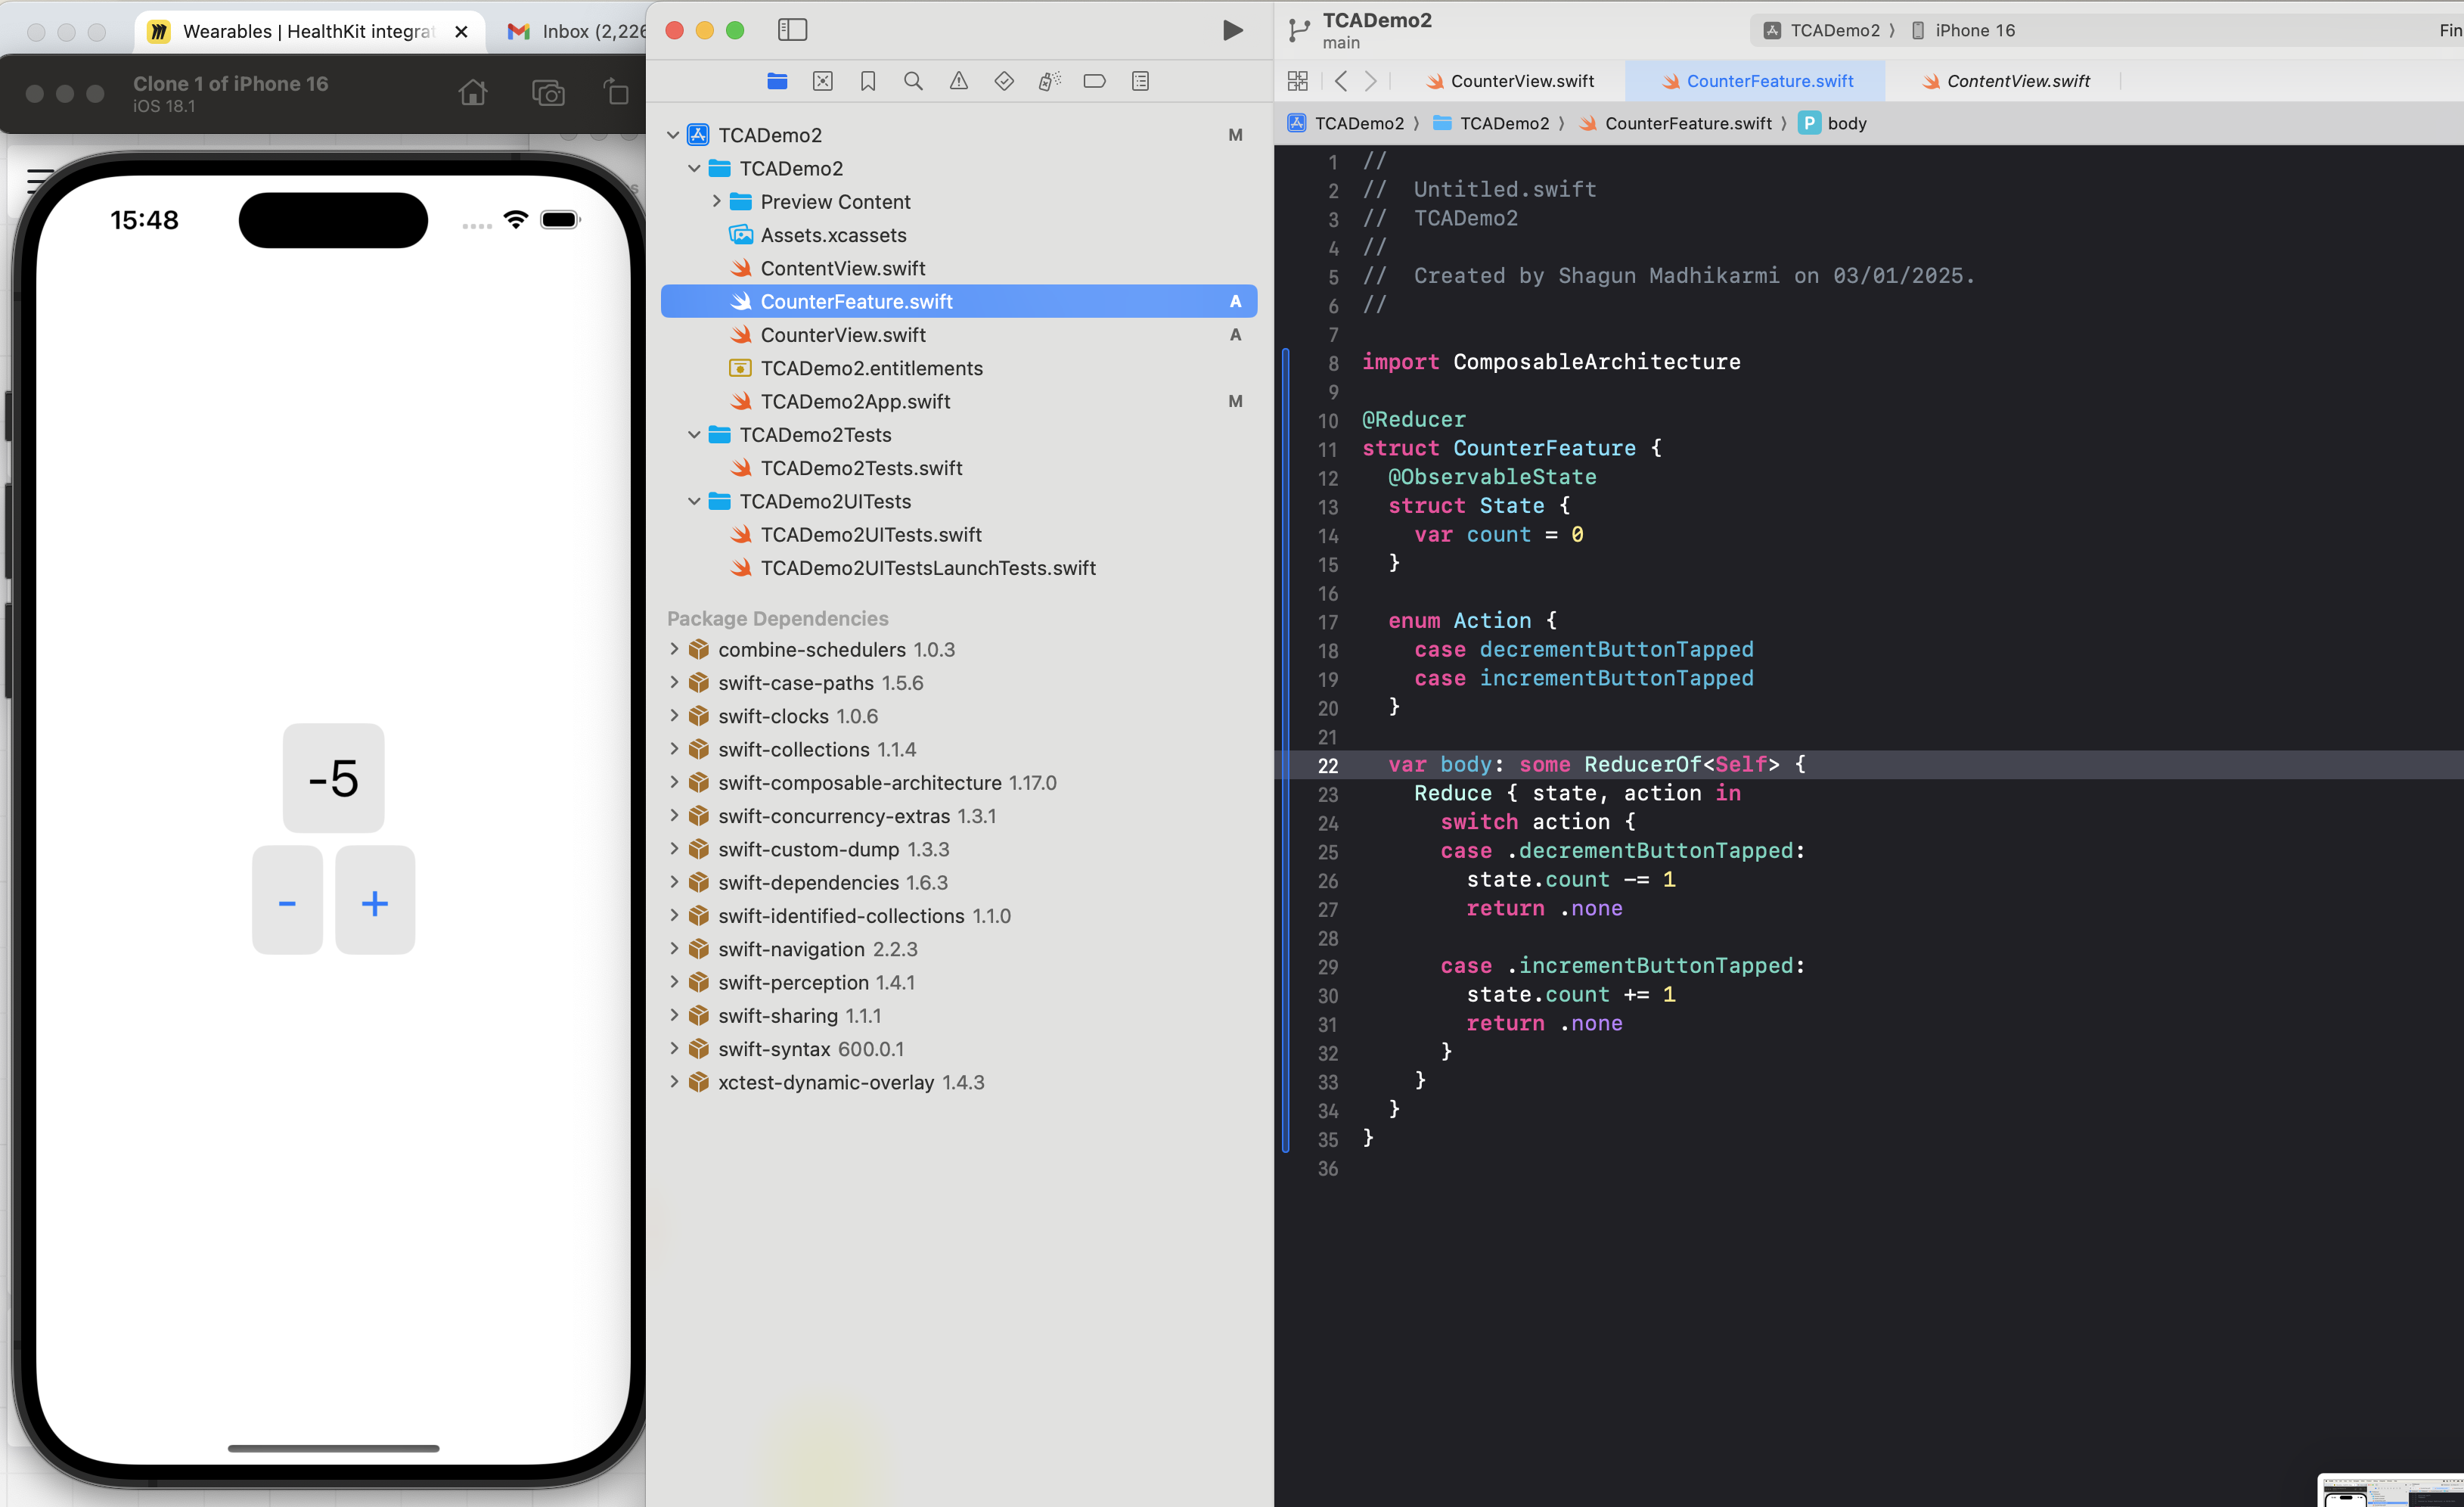 Wearables | HealthKit integrat
Inbox (2,226
Clone 1 of iPhone 16
iOS 18.1
15:48
-5
- +
TCADemo2 M
TCADemo2
Preview Content
Assets.xcassets
ContentView.swift
CounterFeature.swift A
CounterView.swift A
TCADemo2.entitlements
TCADemo2App.swift M
TCADemo2Tests
TCADemo2Tests.swift
TCADemo2UITests
TCADemo2UITests.swift
TCADemo2UITestsLaunchTests.swift
Package Dependencies
combine-schedulers 1.0.3
swift-case-paths 1.5.6
swift-clocks 1.0.6
swift-collections 1.1.4
swift-composable-architecture 1.17.0
swift-concurrency-extras 1.3.1
swift-custom-dump 1.3.3
swift-dependencies 1.6.3
swift-identified-collections 1.1.0
swift-navigation 2.2.3
swift-perception 1.4.1
swift-sharing 1.1.1
swift-syntax 600.0.1
xctest-dynamic-overlay 1.4.3
TCADemo2
main
TCADemo2 ⟩ iPhone 16
Fin
CounterView.swift
CounterFeature.swift
ContentView.swift
TCADemo2 ⟩ TCADemo2 ⟩ CounterFeature.swift ⟩ P body
1 //
2 //  Untitled.swift
3 //  TCADemo2
4 //
5 //  Created by Shagun Madhikarmi on 03/01/2025.
6 //
7
8 import ComposableArchitecture
9
10 @Reducer
11 struct CounterFeature {
12   @ObservableState
13   struct State {
14     var count = 0
15   }
16
17   enum Action {
18     case decrementButtonTapped
19     case incrementButtonTapped
20   }
21
22   var body: some ReducerOf<Self> {
23     Reduce { state, action in
24       switch action {
25       case .decrementButtonTapped:
26         state.count -= 1
27         return .none
28
29       case .incrementButtonTapped:
30         state.count += 1
31         return .none
32       }
33     }
34   }
35 }
36